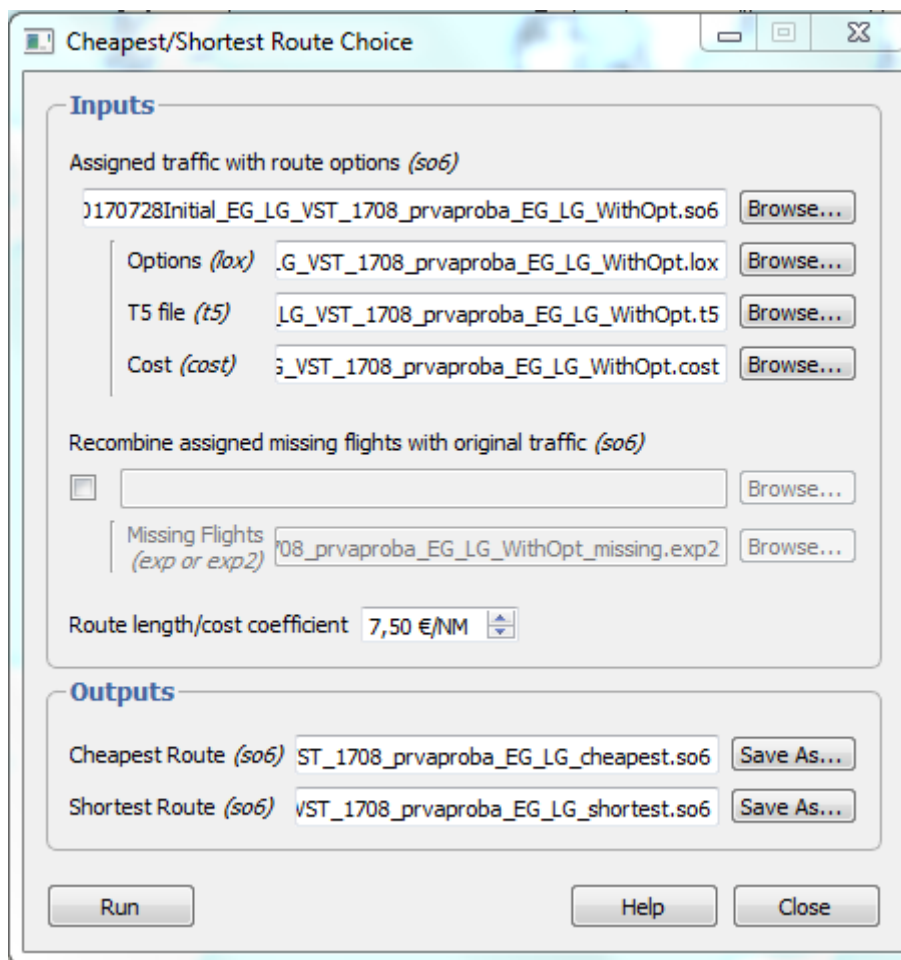 Cheapest/Shortest Route Choice
Inputs
Assigned traffic with route options (so6)
0170728Initial_EG_LG_VST_1708_prvaproba_EG_LG_WithOpt.so6 Browse...
Options (lox) .G_VST_1708_prvaproba_EG_LG_WithOpt.lox Browse...
T5 file (t5) LG_VST_1708_prvaproba_EG_LG_WithOpt.t5 Browse...
Cost (cost) G_VST_1708_prvaproba_EG_LG_WithOpt.cost Browse...
Recombine assigned missing flights with original traffic (so6)
Browse...
Missing Flights
(exp or exp2) '08_prvaproba_EG_LG_WithOpt_missing.exp2 Browse...
Route length/cost coefficient 7,50 €/NM
Outputs
Cheapest Route (so6) ST_1708_prvaproba_EG_LG_cheapest.so6 Save As...
Shortest Route (so6) VST_1708_prvaproba_EG_LG_shortest.so6 Save As...
Run Help Close